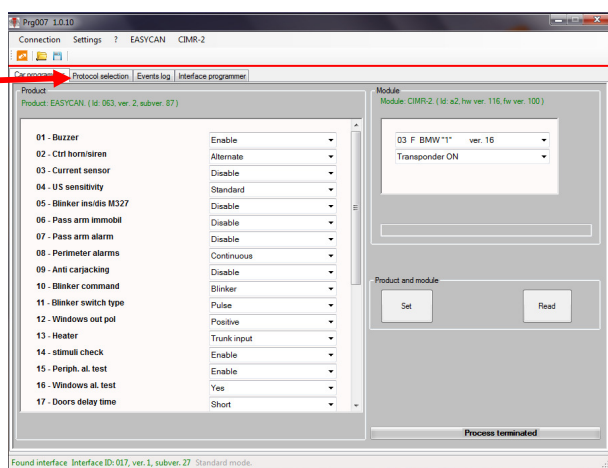 Prg007 1.0.10
Connection Settings ? EASYCAN CIMR-2
Car programmer Protocol selection Events log Interface programmer
Product
Product: EASYCAN. ( Id: 063, ver. 2, subver. 87 )
01 - Buzzer Enable
02 - Ctrl horn/siren Alternate
03 - Current sensor Disable
04 - US sensitivity Standard
05 - Blinker ins/dis M327 Disable
06 - Pass arm immobil Disable
07 - Pass arm alarm Disable
08 - Perimeter alarms Continuous
09 - Anti carjacking Disable
10 - Blinker command Blinker
11 - Blinker switch type Pulse
12 - Windows out pol Positive
13 - Heater Trunk input
14 - stimuli check Enable
15 - Periph. al. test Enable
16 - Windows al. test Yes
17 - Doors delay time Short
Module
Module: CIMR-2. ( Id: a2, hw ver. 116, fw ver. 100 )
03 F BMW "1" ver. 16
Transponder ON
Product and module
Set Read
Process terminated
Found interface Interface ID: 017, ver. 1, subver. 27 Standard mode.